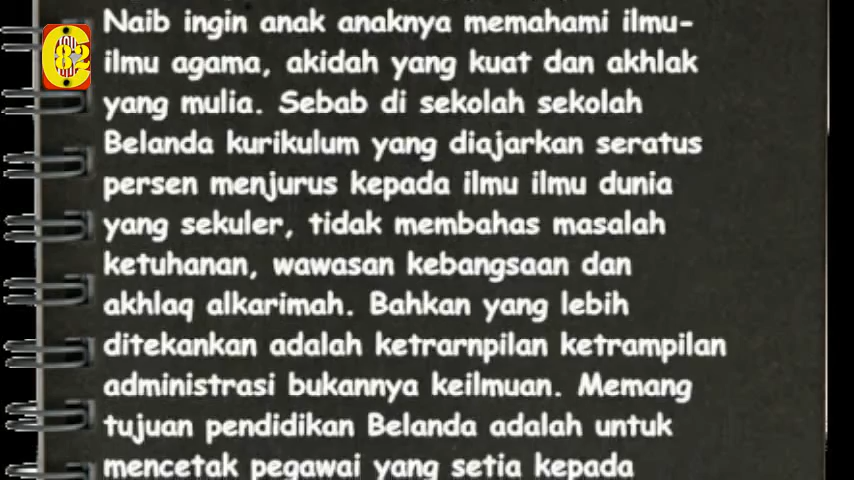 Naib ingin anak anaknya memahami ilmu-
ilmu agama, akidah yang kuat dan akhlak
yang mulia. Sebab di sekolah sekolah
Belanda kurikulum yang diajarkan seratus
persen menjurus kepada ilmu ilmu dunia
yang sekuler, tidak membahas masalah
ketuhanan, wawasan kebangsaan dan
akhlaq alkarimah. Bahkan yang lebih
ditekankan adalah ketrarnpilan ketrampilan
administrasi bukannya keilmuan. Memang
tujuan pendidikan Belanda adalah untuk
mencetak pegawai yang setia kepada